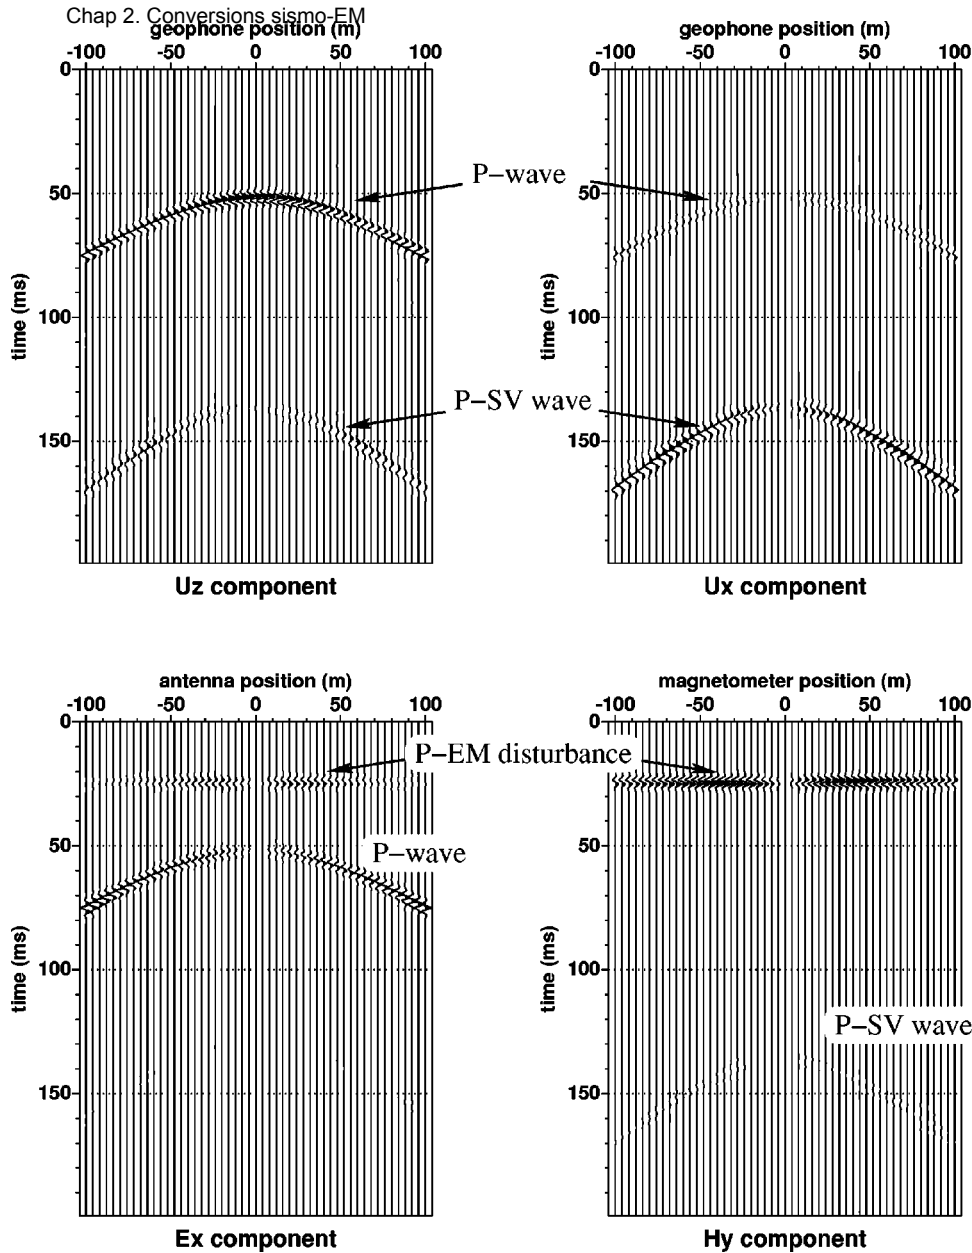 Chap 2. Conversions sismo-EM
geophone position (m)
-100 -50 0 50 100
0
50
100
150
time (ms)
Uz component
geophone position (m)
-100 -50 0 50 100
0
50
100
150
time (ms)
Ux component
P-wave
P-SV wave
antenna position (m)
-100 -50 0 50 100
0
50
100
150
time (ms)
P-wave
Ex component
magnetometer position (m)
-100 -50 0 50 100
0
50
100
150
time (ms)
P-SV wave
Hy component
P-EM disturbance